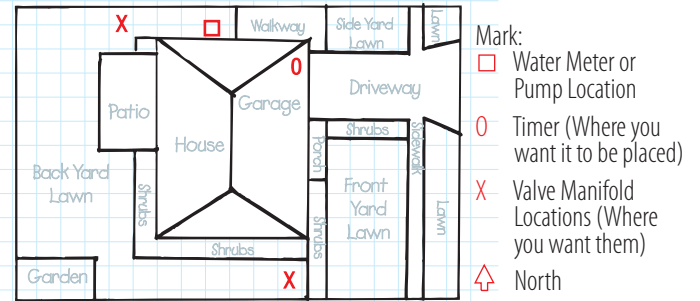 X
Walkway
Side Yard
Lawn
Lawn
0
Driveway
Patio
Garage
House
Shrubs
Porch
Sidewalk
Back Yard
Lawn
Shrubs
Front
Yard
Lawn
Shrubs
Lawn
Shrubs
Garden
X
Mark:
Water Meter or
Pump Location
0 Timer (Where you
want it to be placed)
X Valve Manifold
Locations (Where
you want them)
North